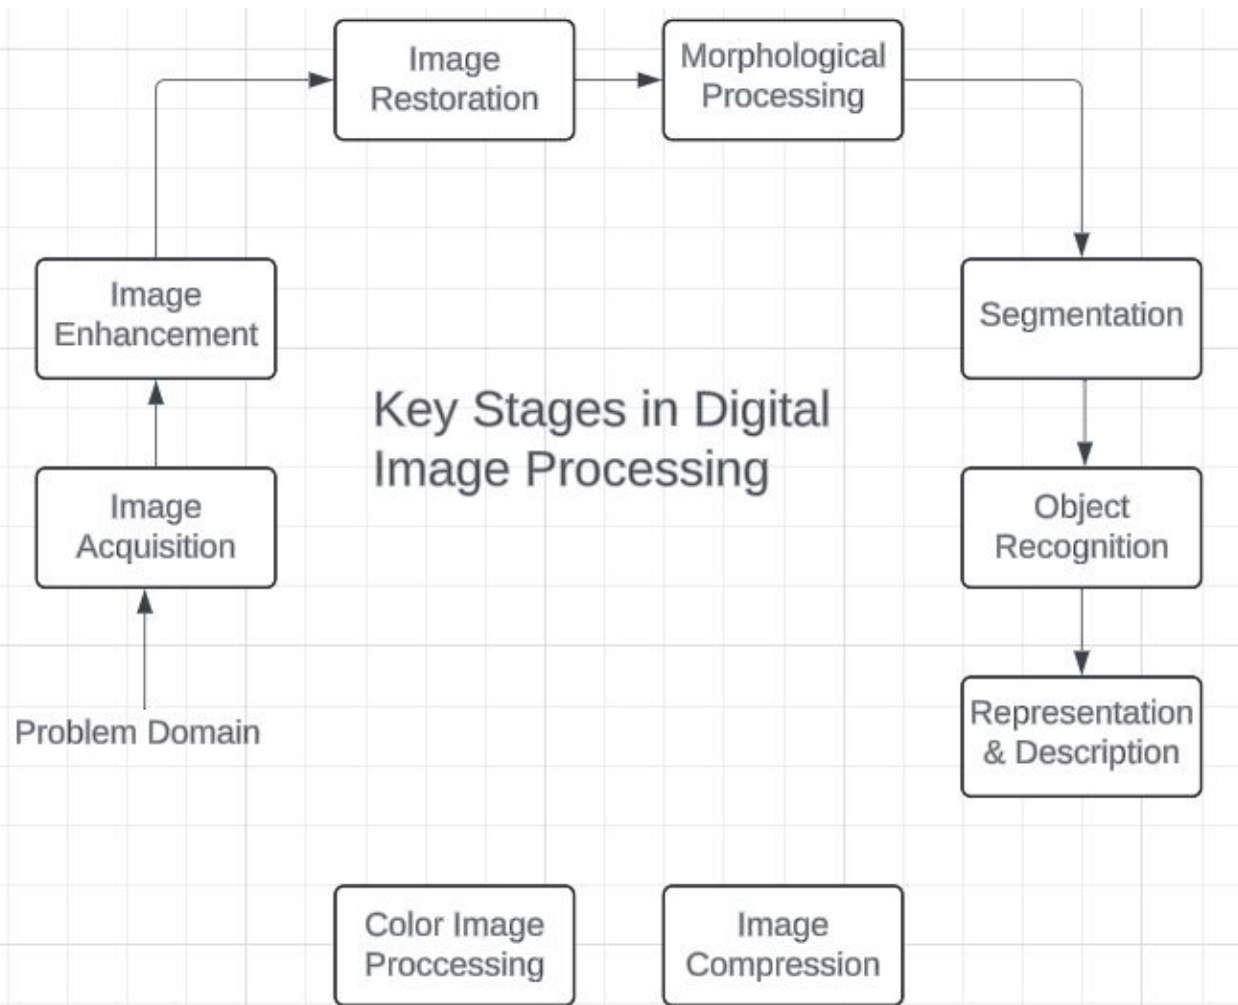 Image
Restoration
Morphological
Processing
Image
Enhancement
Segmentation
Key Stages in Digital
Image Processing
Image
Acquisition
Object
Recognition
Problem Domain
Representation
& Description
Color Image
Proccessing
Image
Compression